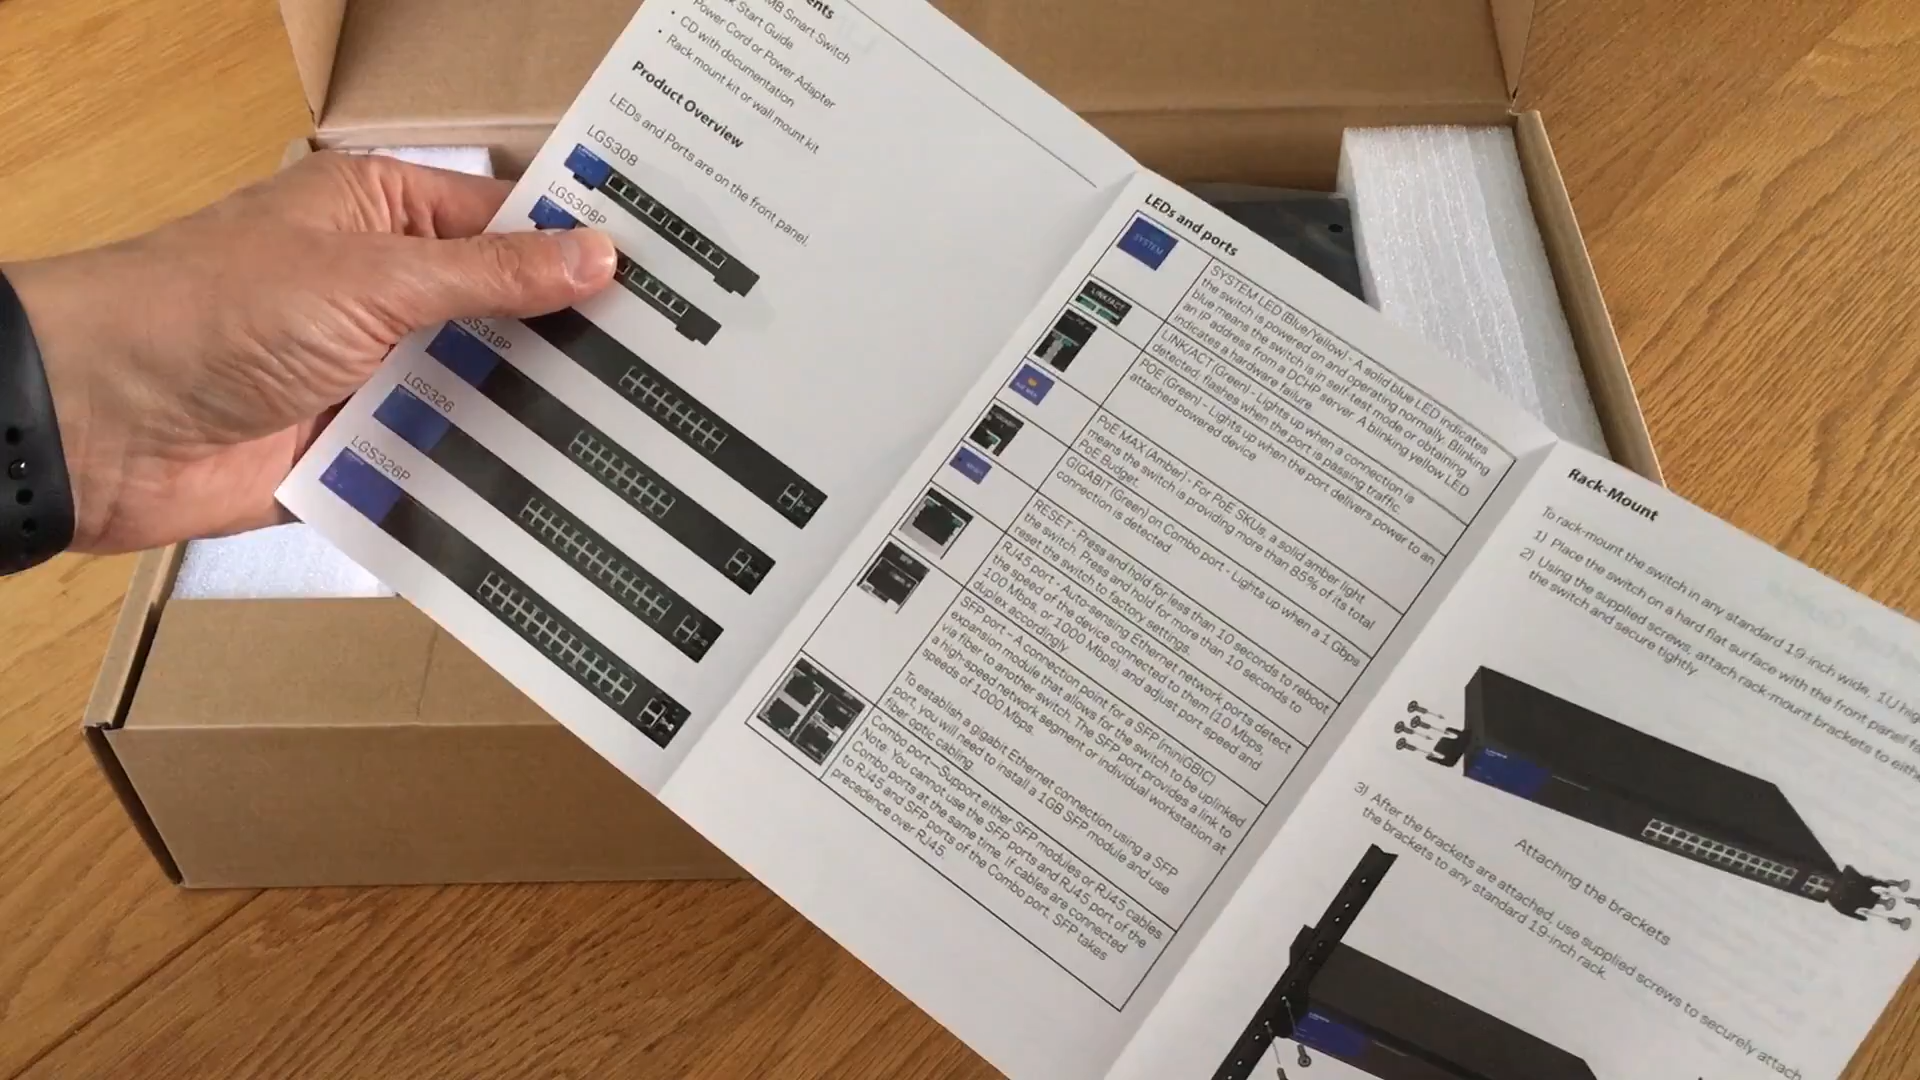 MB Smart Switch
Start Guide
Power Cord or Power Adapter
• CD with documentation
• Rack mount kit or wall mount kit
Product Overview
LEDs and Ports are on the front panel.
LGS308
LGS308P
GS318P
LGS326
LGS326P
LEDs and ports
SYSTEM
SYSTEM LED (Blue/Yellow) - A solid blue LED indicates
the switch is powered on and operating normally. Blinking
blue means the switch is in self-test mode or obtaining
an IP address from a DCHP server. A blinking yellow LED
indicates a hardware failure.
LINK/ACT
LINK/ACT (Green) - Lights up when a connection is
detected, flashes when the port is passing traffic.
POE (Green) - Lights up when the port delivers power to an
attached powered device
PoE MAX (Amber) - For PoE SKUs, a solid amber light
means the switch is providing more than 85% of its total
PoE Budget.
GIGABIT (Green) on Combo port - Lights up when a 1 Gbps
connection is detected.
RESET - Press and hold for less than 10 seconds to reboot
the switch. Press and hold for more than 10 seconds to
reset the switch to factory settings.
RJ45 port - Auto-sensing Ethernet network ports detect
the speed of the device connected to them (10 Mbps,
100 Mbps, or 1000 Mbps), and adjust port speed and
duplex accordingly.
SFP port - A connection point for a SFP (miniGBIC)
expansion module that allows for the switch to be uplinked
via fiber to another switch. The SFP port provides a link to
a high-speed network segment or individual workstation at
speeds of 1000 Mbps.
To establish a gigabit Ethernet connection using a SFP
port, you will need to install a 1GB SFP module and use
fiber optic cabling.
Combo port—Support either SFP modules or RJ45 cables
Note: You cannot use the SFP ports and RJ45 port of the
Combo ports at the same time. If cables are connected
to RJ45 and SFP ports of the Combo port, SFP takes
precedence over RJ45.
Rack-Mount
To rack-mount the switch in any standard 19-inch wide, 1U
1) Place the switch on a hard flat surface with the front panel
2) Using the supplied screws, attach rack-mount brackets to
the switch and secure tightly.
Attaching the brackets
3) After the brackets are attached, use supplied screws to securely attach
the brackets to any standard 19-inch rack.